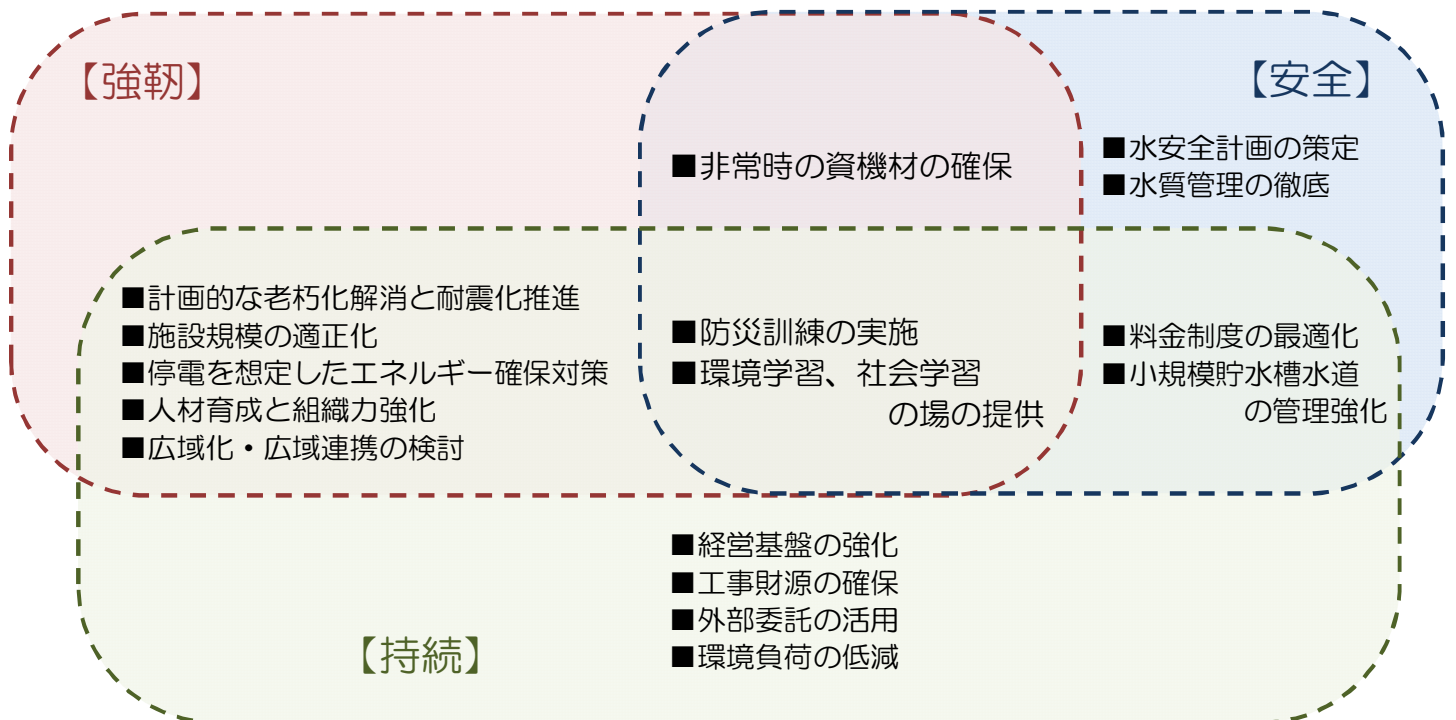 【強靭】
【安全】
■非常時の資機材の確保
■水安全計画の策定
■水質管理の徹底
■計画的な老朽化解消と耐震化推進
■施設規模の適正化
■停電を想定したエネルギー確保対策
■人材育成と組織力強化
■広域化・広域連携の検討
■防災訓練の実施
■環境学習、社会学習
の場の提供
■料金制度の最適化
■小規模貯水槽水道
の管理強化
■経営基盤の強化
■工事財源の確保
■外部委託の活用
■環境負荷の低減
【持続】